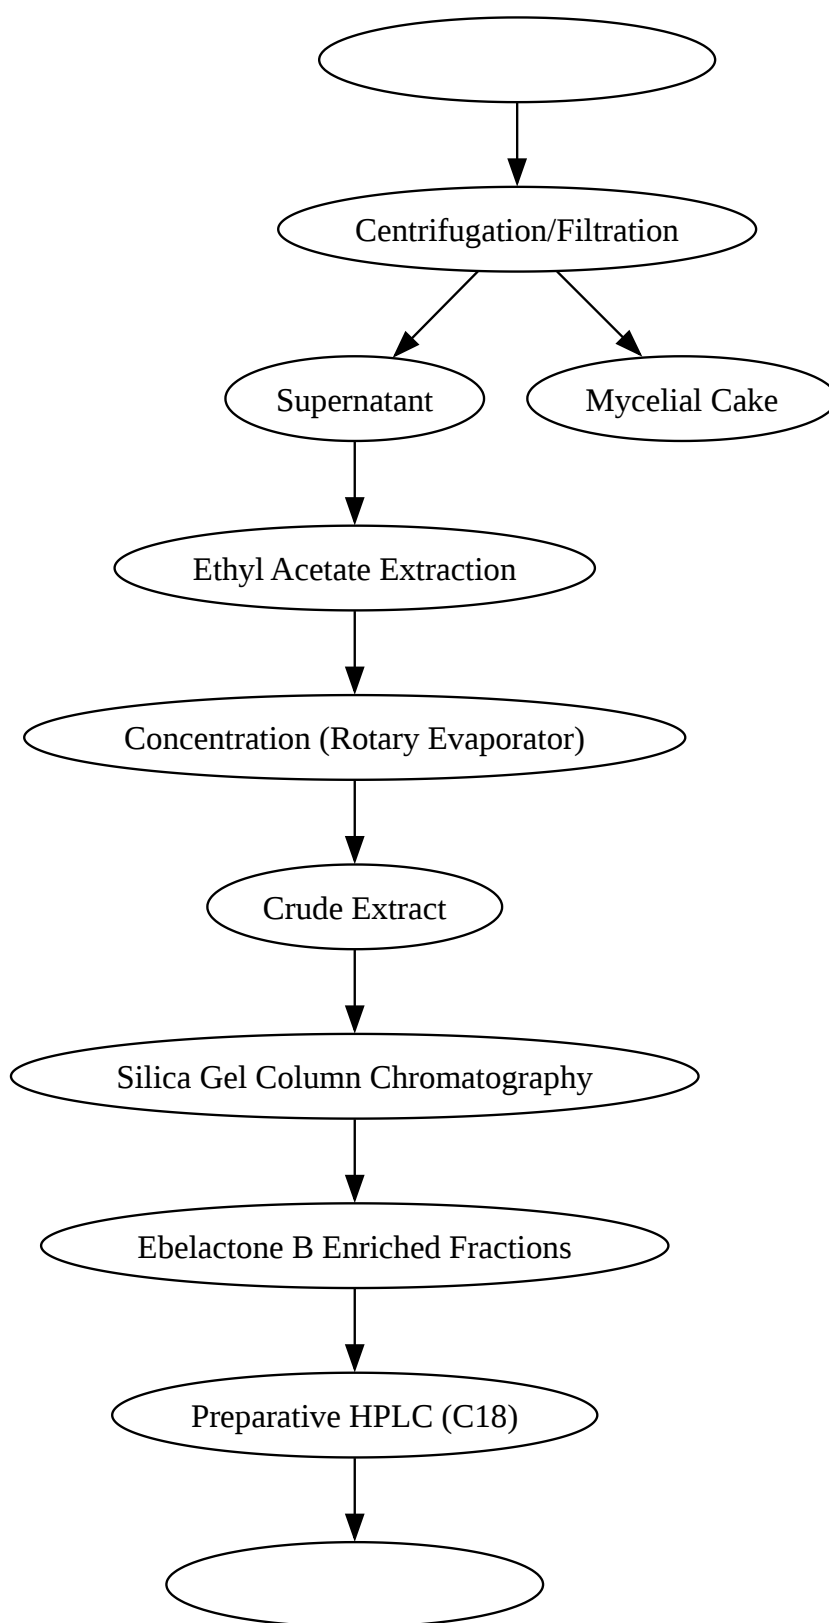 Centrifugation/Filtration
Supernatant
Mycelial Cake
Ethyl Acetate Extraction
Concentration (Rotary Evaporator)
Crude Extract
Silica Gel Column Chromatography
Ebelactone B Enriched Fractions
Preparative HPLC (C18)